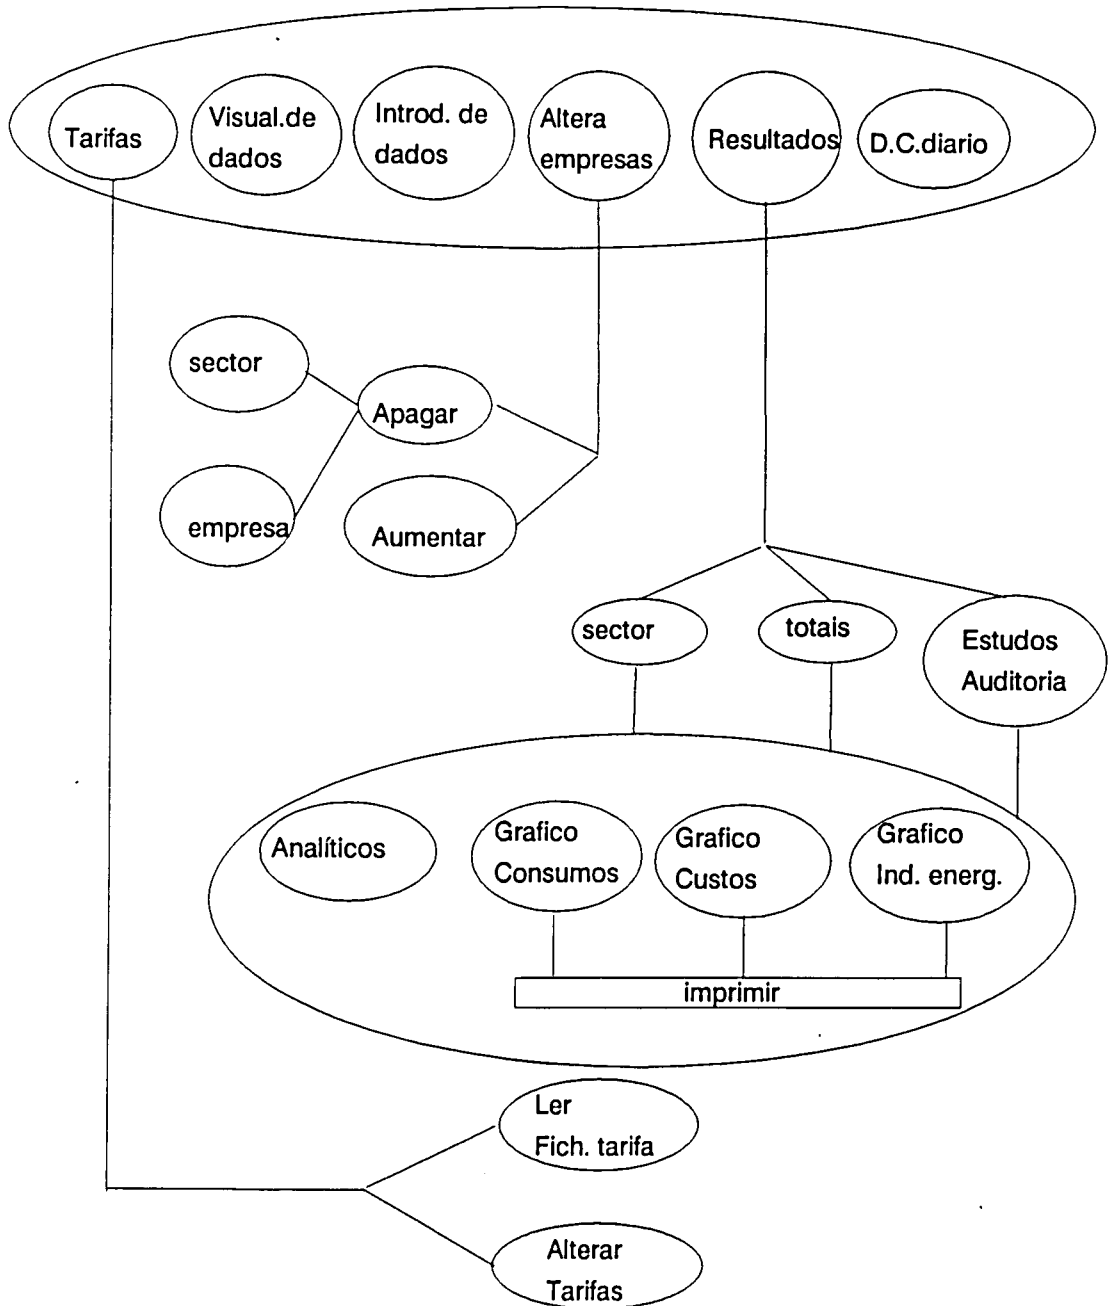 Tarifas
Visual.de
dados
Introd. de
dados
Altera
empresas
Resultados
D.C.diario
sector
Apagar
empresa
Aumentar
sector
totais
Estudos
Auditoria
Analíticos
Grafico
Consumos
Grafico
Custos
Grafico
Ind. energ.
imprimir
Ler
Fich. tarifa
Alterar
Tarifas